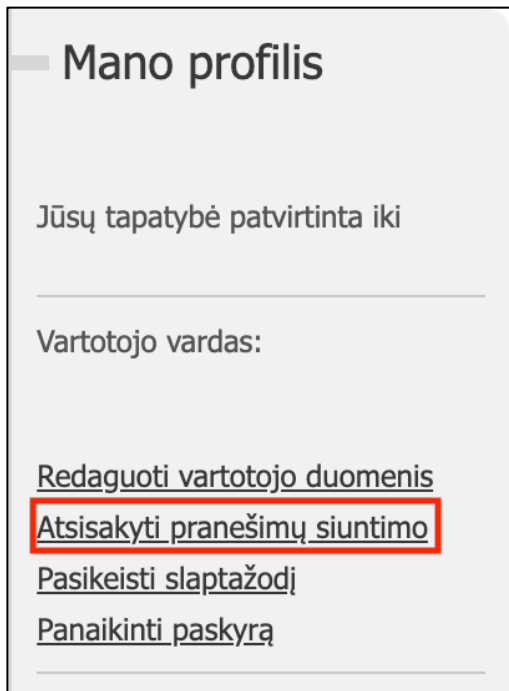 Mano profilis
Jūsų tapatybė patvirtinta iki
Vartotojo vardas:
Redaguoti vartotojo duomenis
Atsisakyti pranešimų siuntimo
Pasikeisti slaptažodį
Panaikinti paskyrą